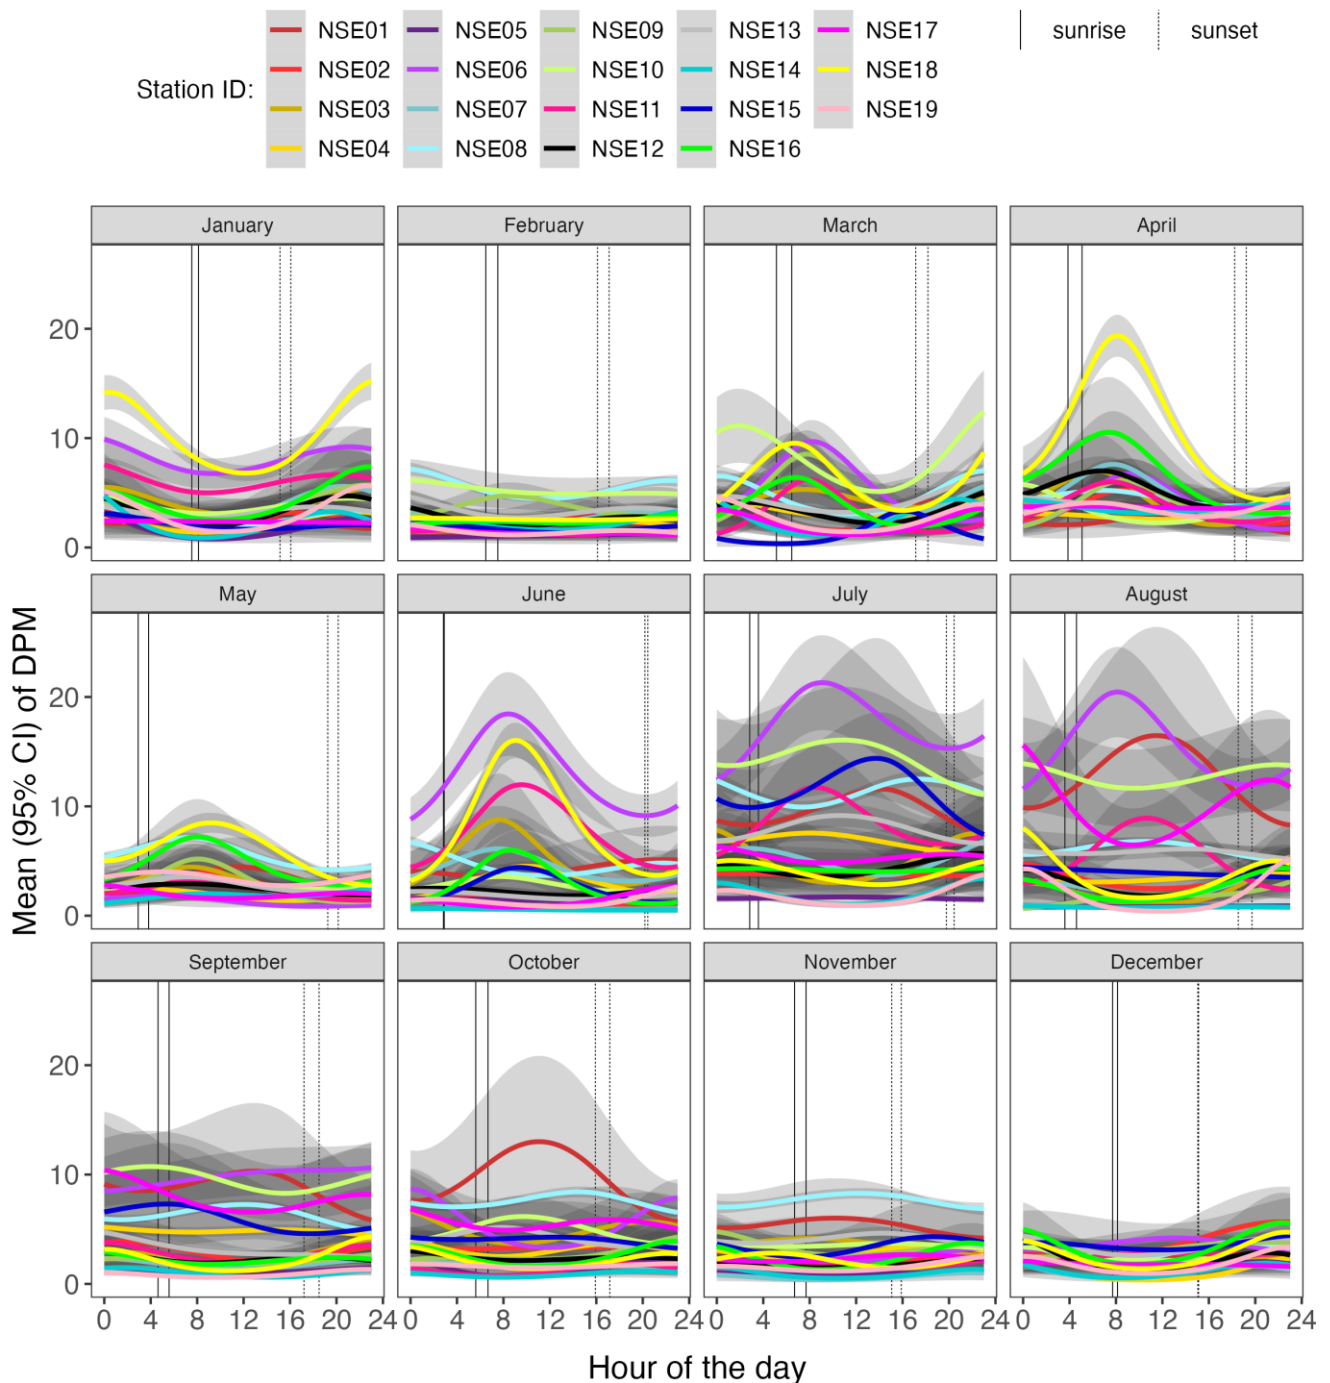 NSE01 NSE05 NSE09 NSE13 NSE17 sunrise sunset
NSE02 NSE06 NSE10 NSE14 NSE18
Station ID:
NSE03 NSE07 NSE11 NSE15 NSE19
NSE04 NSE08 NSE12 NSE16
January February March April
20
10
0
May June July August
Mean (95% CI) of DPM
20
10
0
September October November December
20
10
0
0 4 8 12 16 20 24 0 4 8 12 16 20 24 0 4 8 12 16 20 24 0 4 8 12 16 20 24
Hour of the day